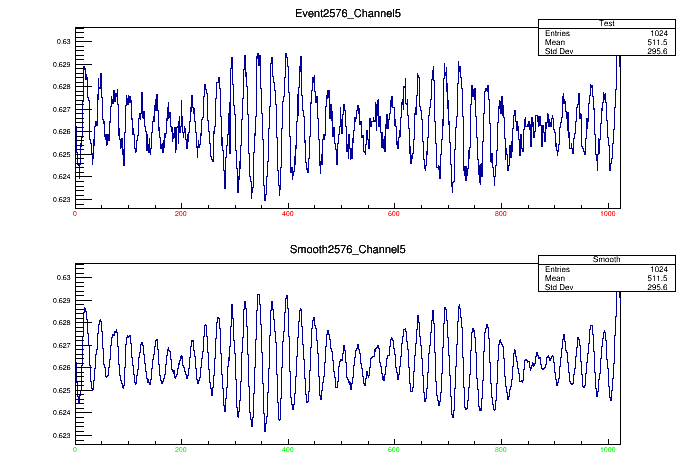 Event2576_Channel5
Test
Entries 1024
Mean 511.5
Std Dev 295.6
0.63
0.629
0.628
0.627
0.626
0.625
0.624
0.623
0 200 400 600 800 1000
Smooth2576_Channel5
Smooth
Entries 1024
Mean 511.5
Std Dev 295.6
0.63
0.629
0.628
0.627
0.626
0.625
0.624
0.623
0 200 400 600 800 1000